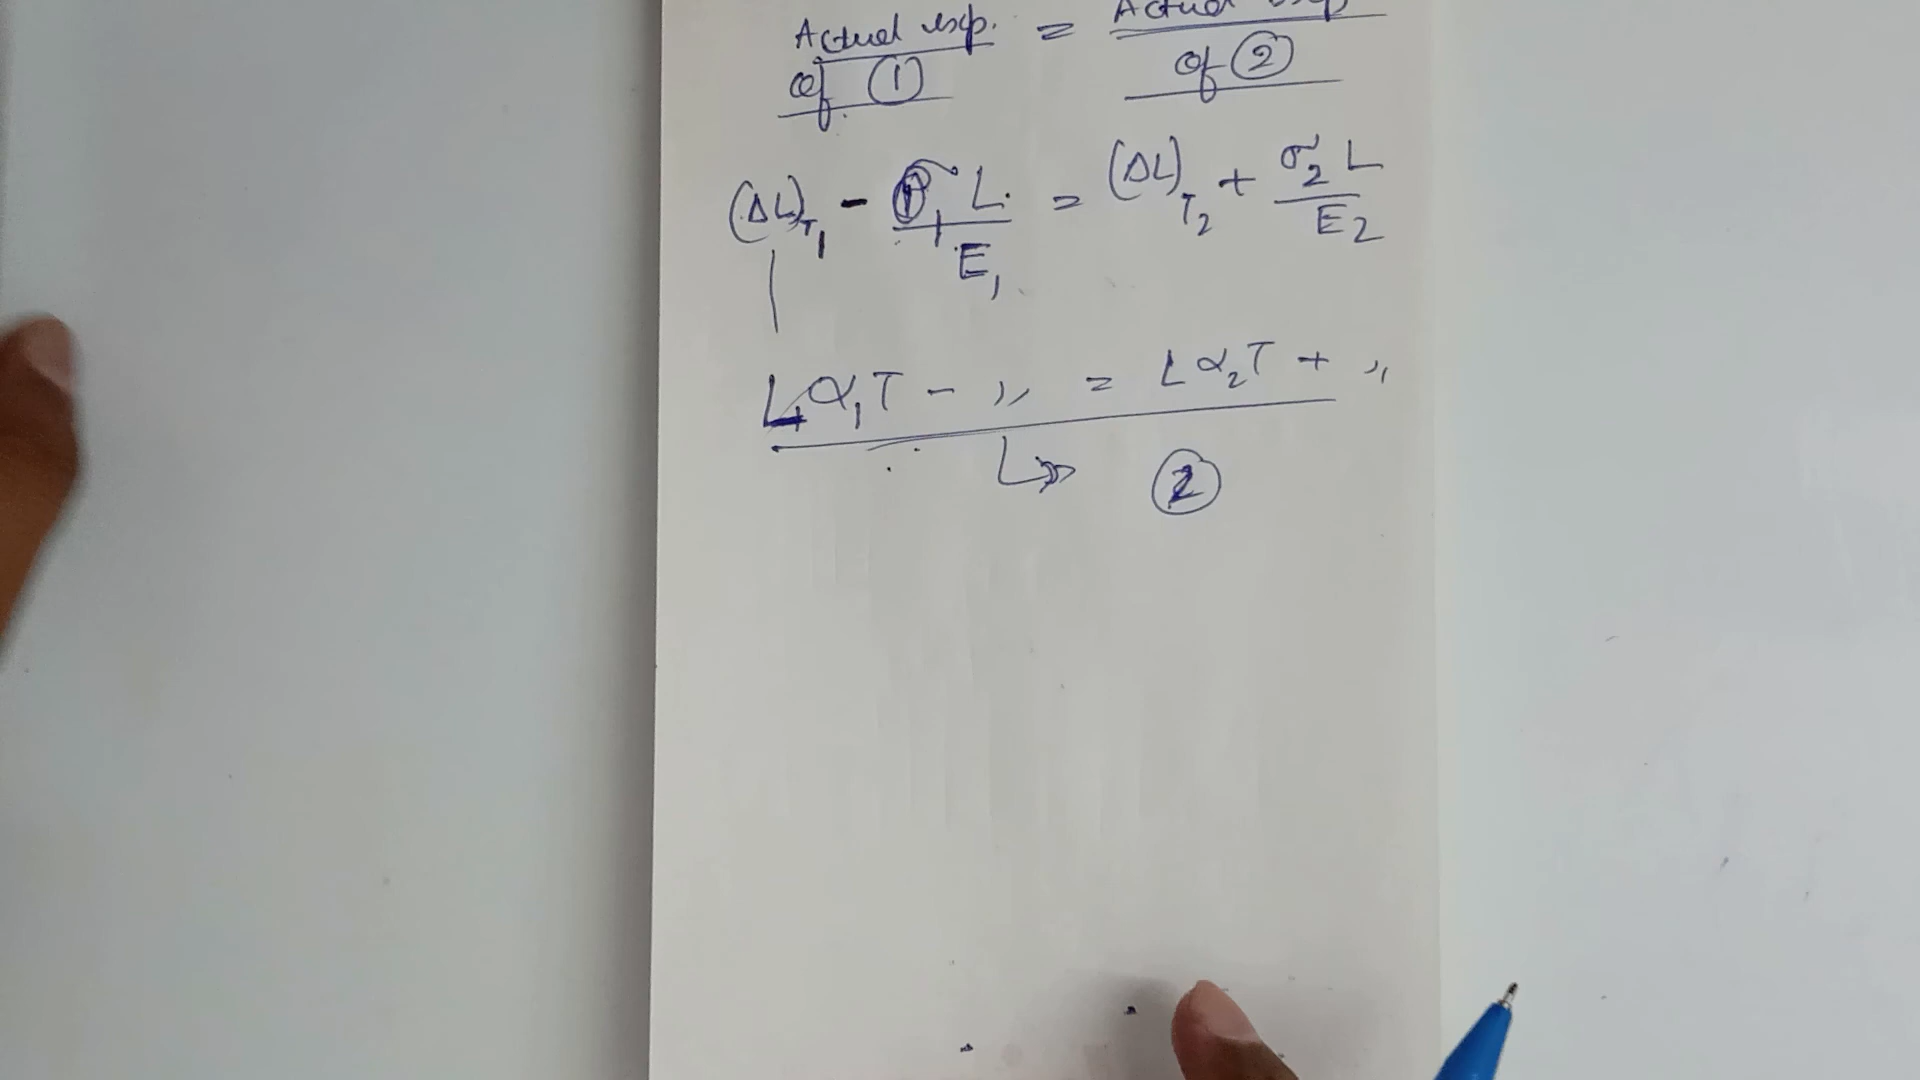 Actual exp. = Actual exp
of ① of ②
(ΔL)T₁ - σ₁ L / E₁ = (ΔL)T₂ + σ₂ L / E₂
Lα₁T - ,, = Lα₂T + ,,
↳ ②